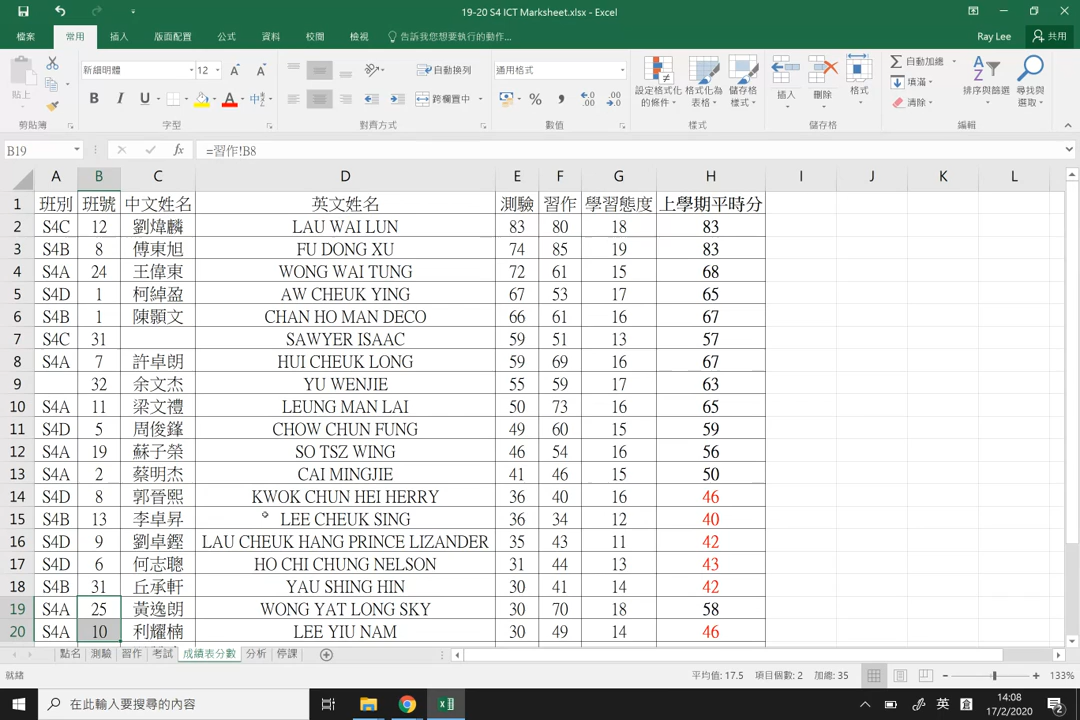 19-20 S4 ICT Marksheet.xlsx - Excel
檔案 常用 插入 版面配置 公式 資料 校閱 檢視 告訴我您想要執行的動作... Ray Lee 共用
貼上 新細明體 12 自動換列 通用格式 設定格式化的條件 格式化為表格 儲存格樣式 插入 刪除 格式 自動加總 填滿 清除 排序與篩選 尋找與選取
B I U 中 跨欄置中 % , .00
剪貼簿 字型 對齊方式 數值 樣式 儲存格 編輯
B19 fx =習作!B8
A B C D E F G H I J K L
1 班別 班號 中文姓名 英文姓名 測驗 習作 學習態度 上學期平時分
2 S4C 12 劉煒麟 LAU WAI LUN 83 80 18 83
3 S4B 8 傅東旭 FU DONG XU 74 85 19 83
4 S4A 24 王偉東 WONG WAI TUNG 72 61 15 68
5 S4D 1 柯綽盈 AW CHEUK YING 67 53 17 65
6 S4B 1 陳顥文 CHAN HO MAN DECO 66 61 16 67
7 S4C 31 SAWYER ISAAC 59 51 13 57
8 S4A 7 許卓朗 HUI CHEUK LONG 59 69 16 67
9 32 余文杰 YU WENJIE 55 59 17 63
10 S4A 11 梁文禮 LEUNG MAN LAI 50 73 16 65
11 S4D 5 周俊鋒 CHOW CHUN FUNG 49 60 15 59
12 S4A 19 蘇子榮 SO TSZ WING 46 54 16 56
13 S4A 2 蔡明杰 CAI MINGJIE 41 46 15 50
14 S4D 8 郭晉熙 KWOK CHUN HEI HERRY 36 40 16 46
15 S4B 13 李卓昇 LEE CHEUK SING 36 34 12 40
16 S4D 9 劉卓鏗 LAU CHEUK HANG PRINCE LIZANDER 35 43 11 42
17 S4D 6 何志聰 HO CHI CHUNG NELSON 31 44 13 43
18 S4B 31 丘承軒 YAU SHING HIN 30 41 14 42
19 S4A 25 黃逸朗 WONG YAT LONG SKY 30 70 18 58
20 S4A 10 利耀楠 LEE YIU NAM 30 49 14 46
點名 測驗 習作 考試 成績表分數 分析 停課
就緒 平均值: 17.5 項目個數: 2 加總: 35 133%
在此輸入要搜尋的內容 英 14:08
17/2/2020 2